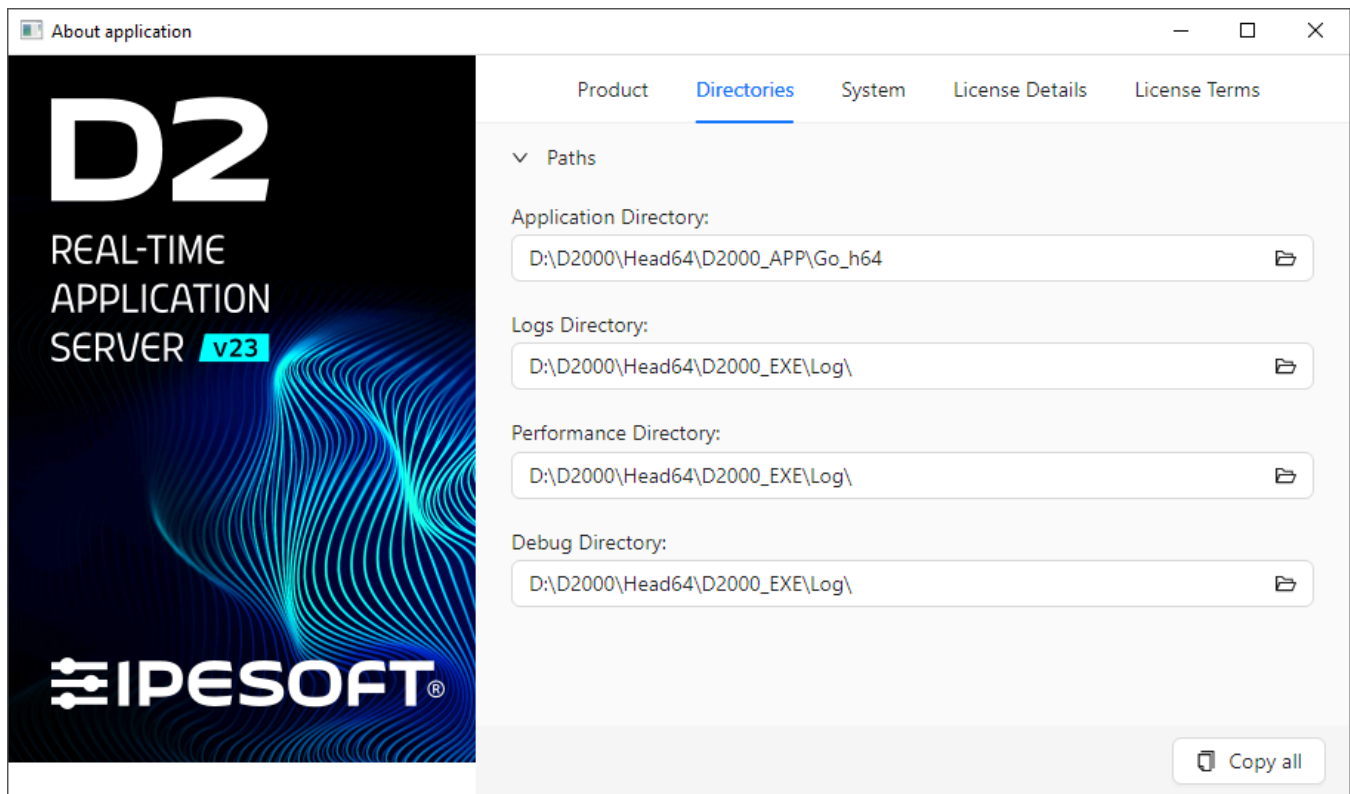 About application
D2
REAL-TIME
APPLICATION
SERVER v23
IPESOFT®
Product Directories System License Details License Terms
Paths
Application Directory:
D:\D2000\Head64\D2000_APP\Go_h64
Logs Directory:
D:\D2000\Head64\D2000_EXE\Log\
Performance Directory:
D:\D2000\Head64\D2000_EXE\Log\
Debug Directory:
D:\D2000\Head64\D2000_EXE\Log\
Copy all